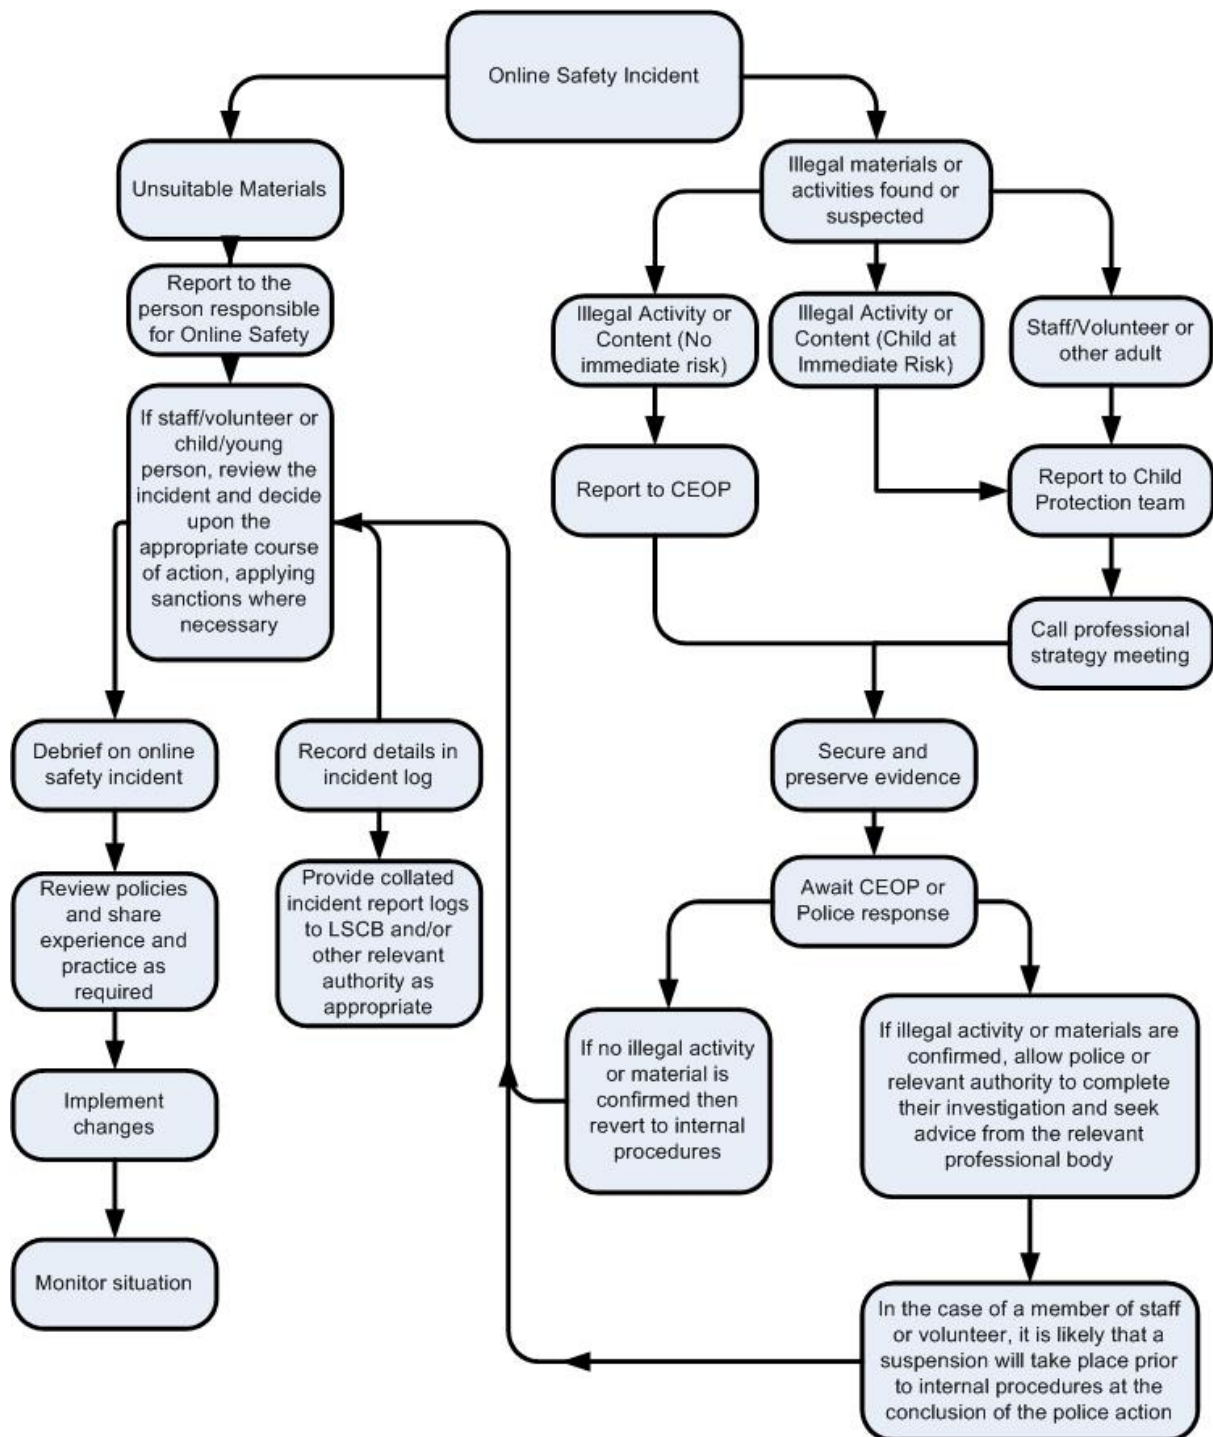 Online Safety Incident
Unsuitable Materials
Illegal materials or
activities found or
suspected
Report to the
person responsible
for Online Safety
Illegal Activity or
Content (No
immediate risk)
Illegal Activity or
Content (Child at
Immediate Risk)
Staff/Volunteer or
other adult
If staff/volunteer or
child/young
person, review the
incident and decide
upon the
appropriate course
of action, applying
sanctions where
necessary
Report to CEOP
Report to Child
Protection team
Call professional
strategy meeting
Debrief on online
safety incident
Record details in
incident log
Secure and
preserve evidence
Review policies
and share
experience and
practice as
required
Provide collated
incident report logs
to LSCB and/or
other relevant
authority as
appropriate
Await CEOP or
Police response
If no illegal activity
or material is
confirmed then
revert to internal
procedures
If illegal activity or materials are
confirmed, allow police or
relevant authority to complete
their investigation and seek
advice from the relevant
professional body
Implement
changes
Monitor situation
In the case of a member of staff
or volunteer, it is likely that a
suspension will take place prior
to internal procedures at the
conclusion of the police action